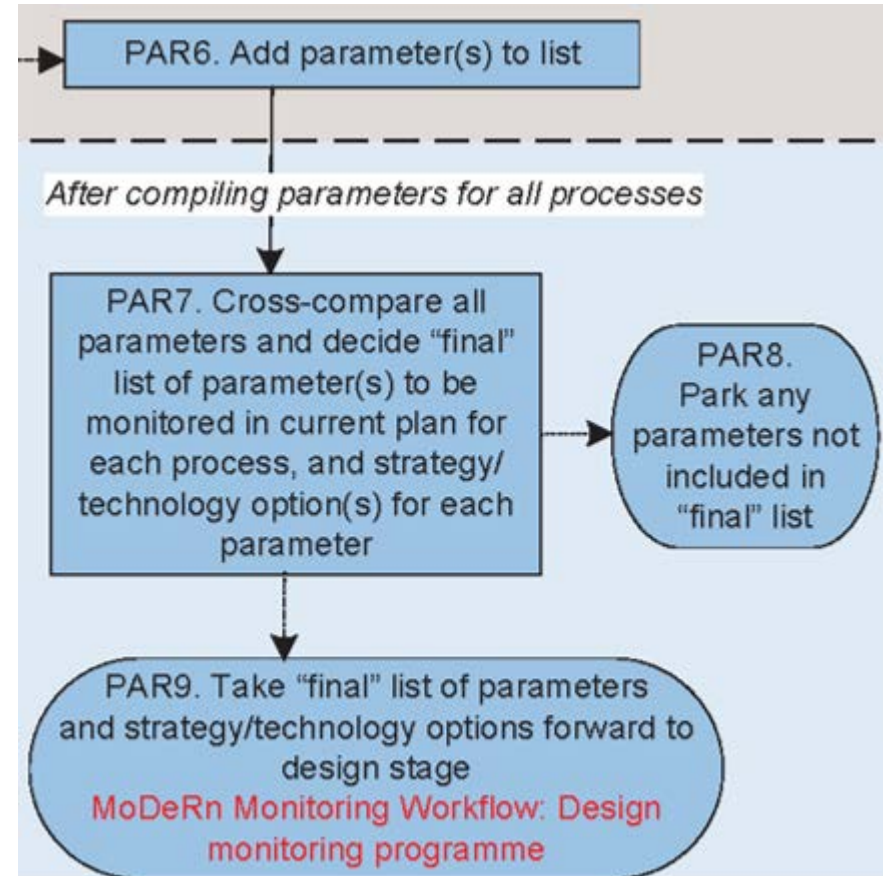 PAR6. Add parameter(s) to list
After compiling parameters for all processes
PAR7. Cross-compare all
parameters and decide “final”
list of parameter(s) to be
monitored in current plan for
each process, and strategy/
technology option(s) for each
parameter
PAR8.
Park any
parameters not
included in
“final” list
PAR9. Take “final” list of parameters
and strategy/technology options forward to
design stage
MoDeRn Monitoring Workflow: Design
monitoring programme